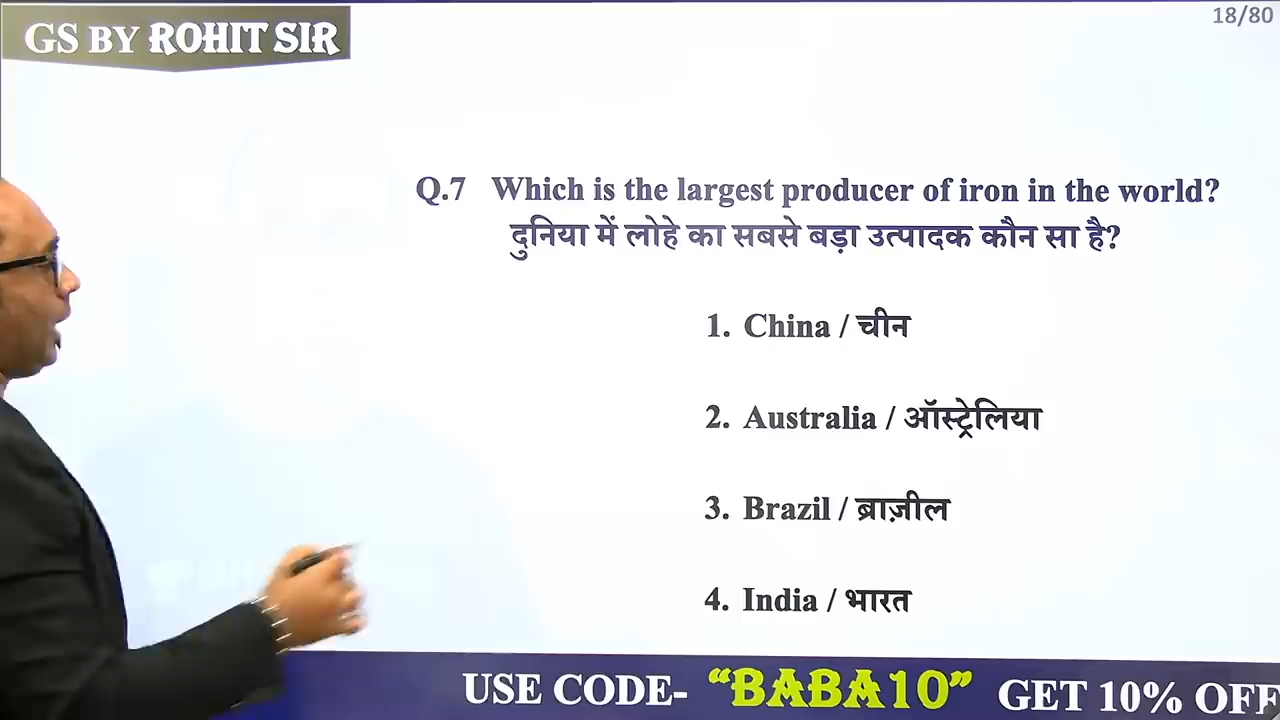 GS BY ROHIT SIR
18/80
Q.7 Which is the largest producer of iron in the world?
दुनिया में लोहे का सबसे बड़ा उत्पादक कौन सा है?
1. China / चीन
2. Australia / ऑस्ट्रेलिया
3. Brazil / ब्राज़ील
4. India / भारत
USE CODE- “BABA10” GET 10% OFF